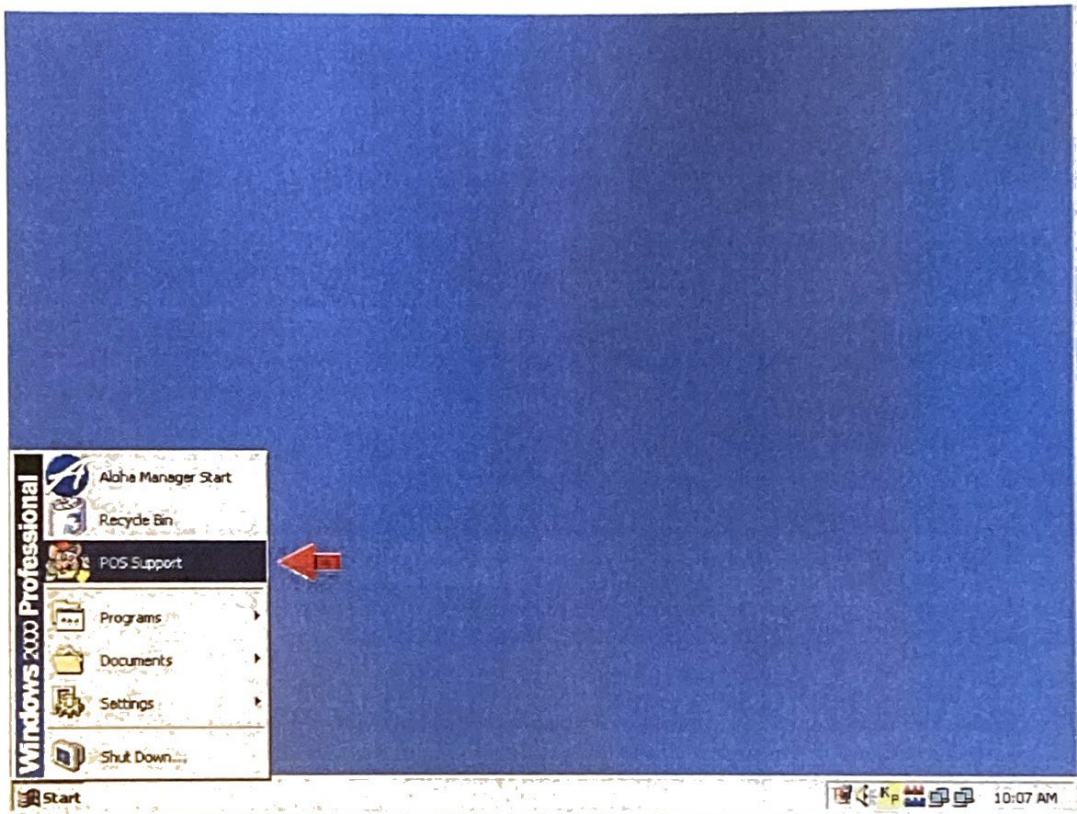 Windows 2000 Professional
Aloha Manager Start
Recycle Bin
POS Support
Programs
Documents
Settings
Shut Down...
Start
KP
10:07 AM